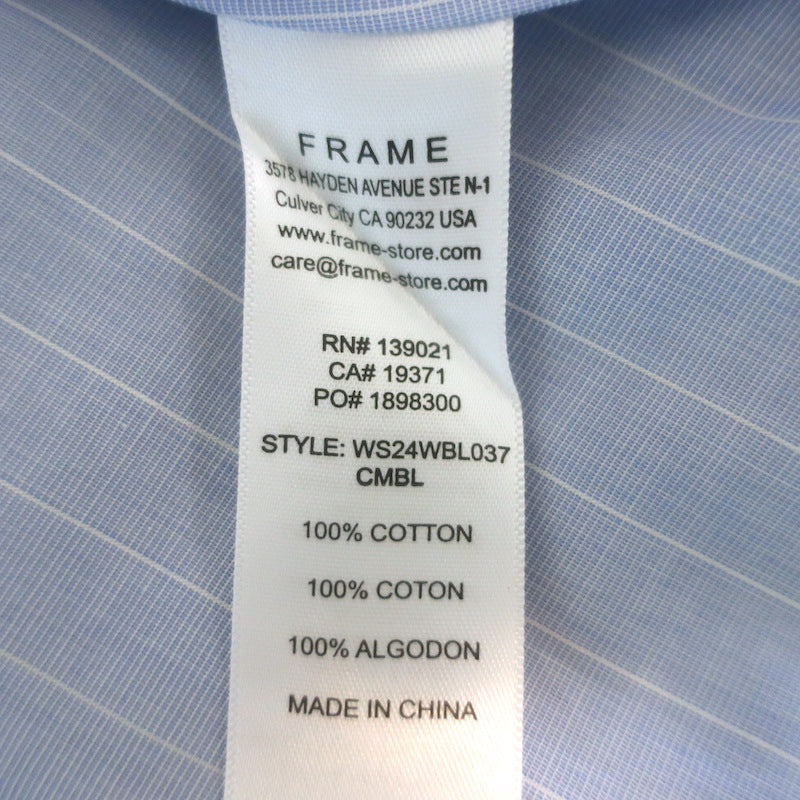 FRAME
3578 HAYDEN AVENUE STE N-1
Culver City CA 90232 USA
www.frame-store.com
care@frame-store.com
RN# 139021
CA# 19371
PO# 1898300
STYLE: WS24WBL037
CMBL
100% COTTON
100% COTON
100% ALGODON
MADE IN CHINA